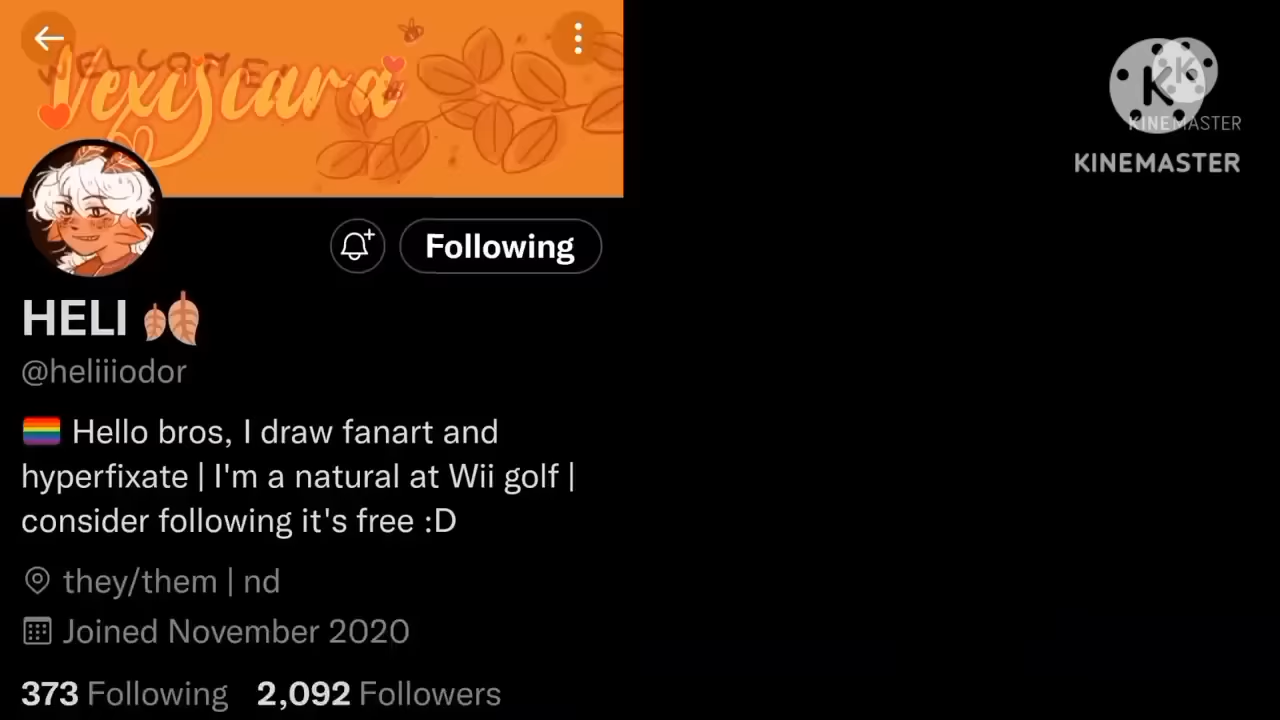 WELCOME
Vexiscara
Following
HELI
@heliiiodor
Hello bros, I draw fanart and
hyperfixate | I'm a natural at Wii golf |
consider following it's free :D
they/them | nd
Joined November 2020
373 Following 2,092 Followers
K K
KINEMASTER
KINEMASTER